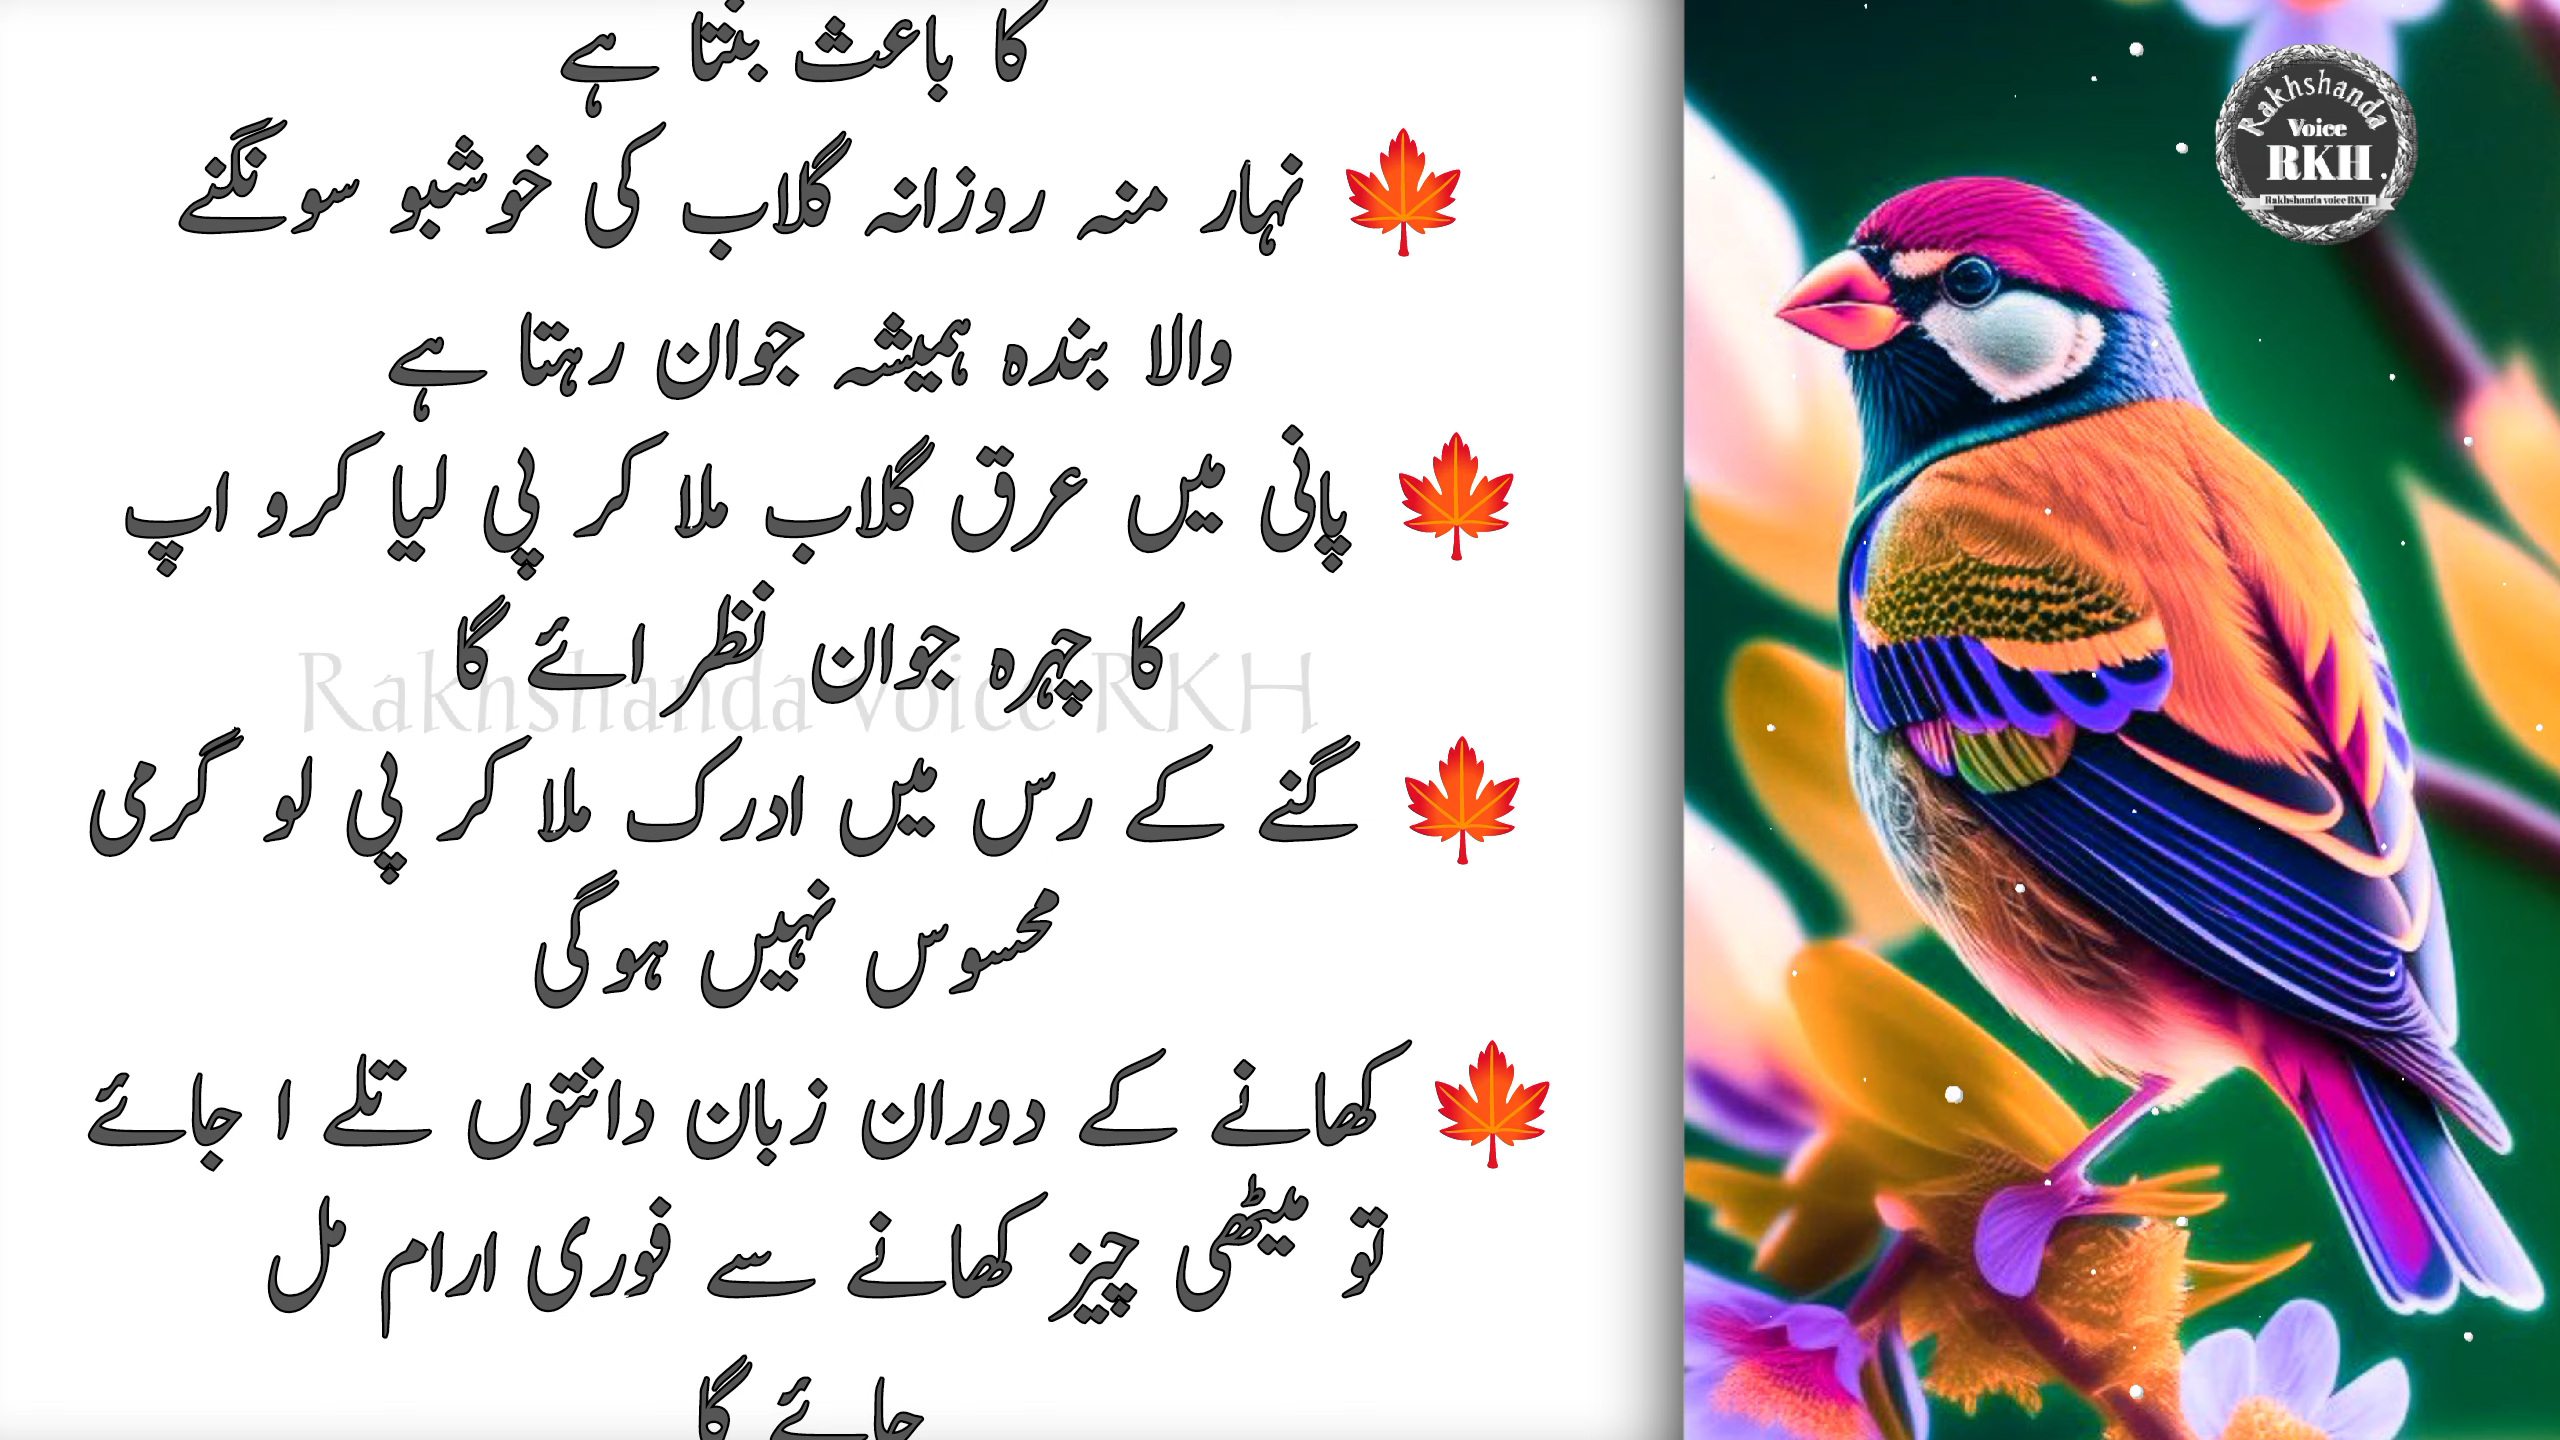 کا باعث بنتا ہے
🍁 نہار منہ روزانہ گلاب کی خوشبو سونگنے
والا بندہ ہمیشہ جوان رہتا ہے
🍁 پانی میں عرق گلاب ملا کر پی لیا کرو اپ
کا چہرہ جوان نظر ائے گا
🍁 گنے کے رس میں ادرک ملا کر پی لو گرمی
محسوس نہیں ہوگی
🍁 کھانے کے دوران زبان دانتوں تلے ا جائے
تو میٹھی چیز کھانے سے فوری ارام مل
جائے گا
Rakhshanda voice RKH
Rakhshanda
Voice
RKH.
Rakhshanda voice RKH